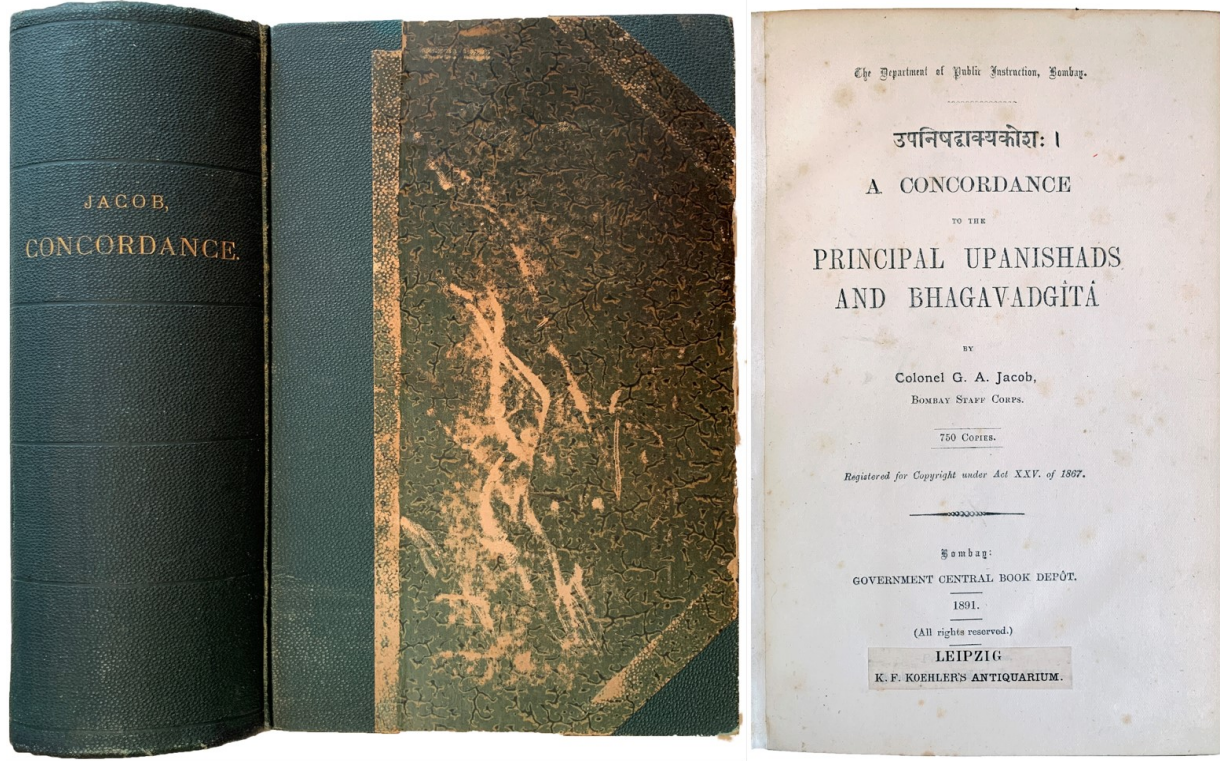 JACOB,
CONCORDANCE.
The Department of Public Instruction, Bombay.
उपनिषद्वाक्यकोशः ।
A CONCORDANCE
TO THE
PRINCIPAL UPANISHADS
AND BHAGAVADGÎTÂ
BY
Colonel G. A. Jacob,
BOMBAY STAFF CORPS.
750 COPIES.
Registered for Copyright under Act XXV. of 1867.
Bombay:
GOVERNMENT CENTRAL BOOK DEPÔT.
1891.
(All rights reserved.)
LEIPZIG
K. F. KOEHLER'S ANTIQUARIUM.